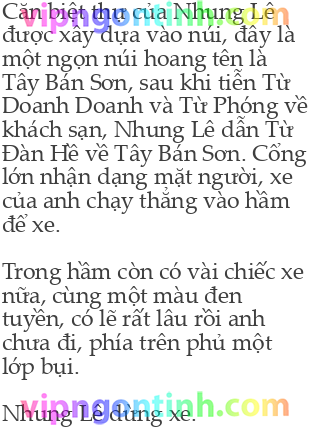 Căn biệt thự của Nhung Lê
được xây dựa vào núi, đây là
một ngọn núi hoang tên là
Tây Bán Sơn, sau khi tiễn Từ
Doanh Doanh và Từ Phóng về
khách sạn, Nhung Lê dẫn Từ
Đàn Hề về Tây Bán Sơn. Cổng
lớn nhận dạng mặt người, xe
của anh chạy thẳng vào hầm
để xe.
Trong hầm còn có vài chiếc xe
nữa, cùng một màu đen
tuyền, có lẽ rất lâu rồi anh
chưa đi, phía trên phủ một
lớp bụi.
Nhung Lê dừng xe.
vipngontinh.com
vipngontinh.com
vipngontinh.com